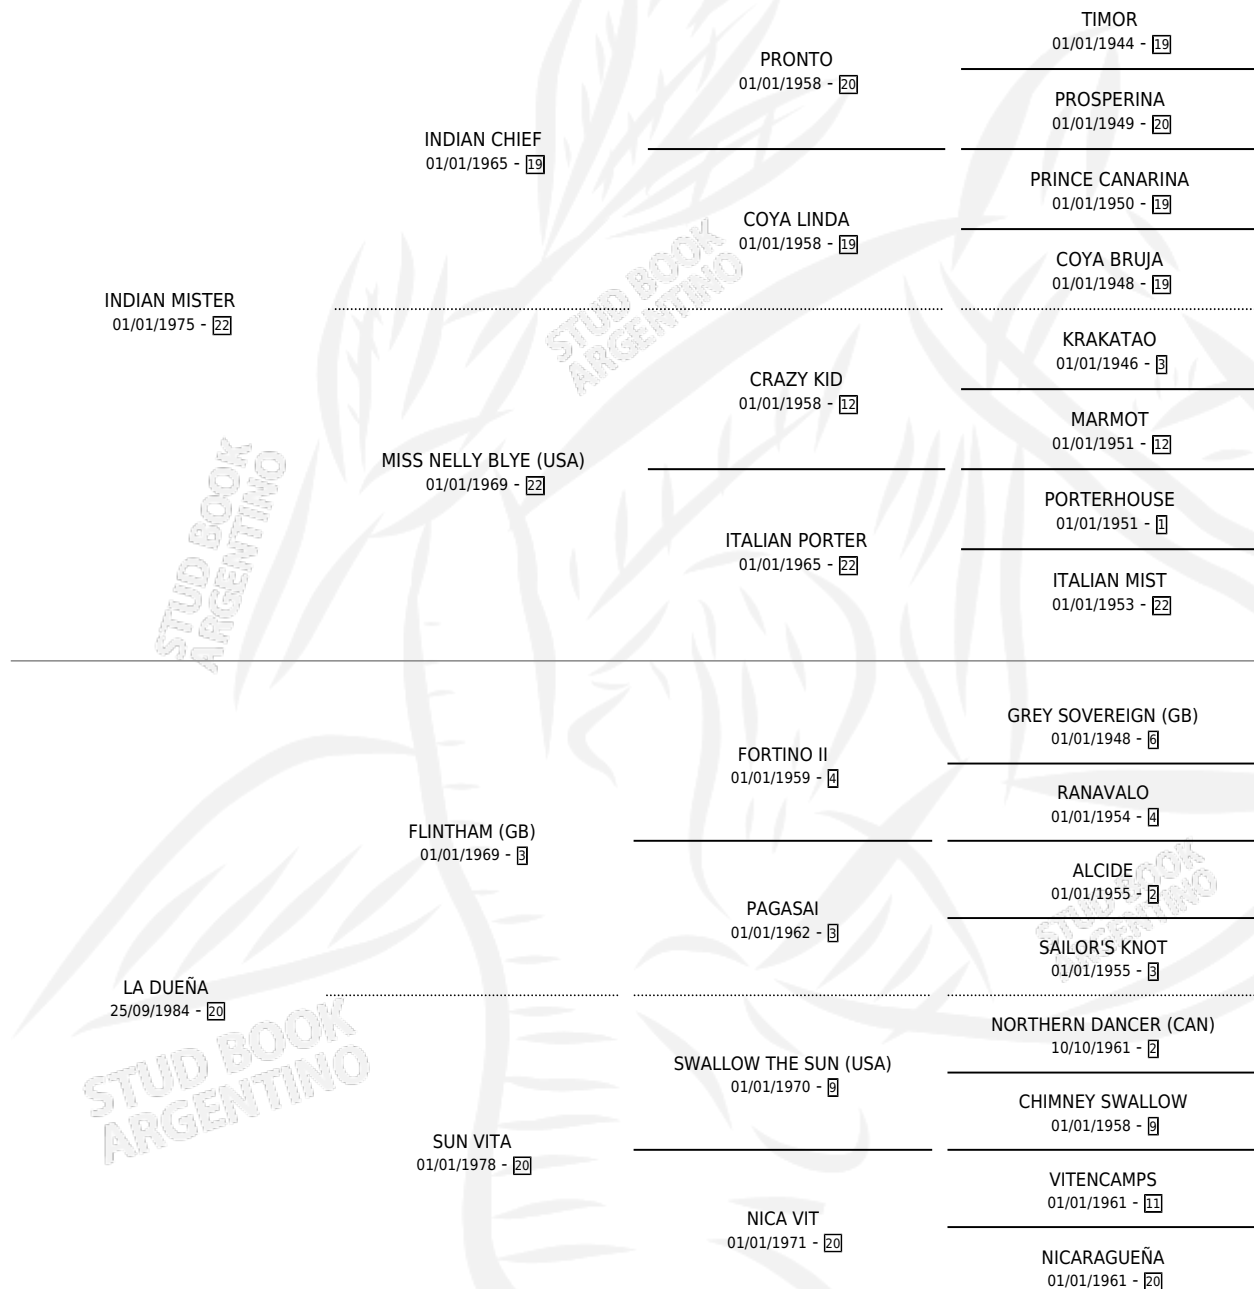 TIMOR
01/01/1944 - 19
PRONTO
01/01/1958 - 20
PROSPERINA
01/01/1949 - 20
INDIAN CHIEF
01/01/1965 - 19
PRINCE CANARINA
01/01/1950 - 19
COYA LINDA
01/01/1958 - 19
COYA BRUJA
01/01/1948 - 19
INDIAN MISTER
01/01/1975 - 22
STUD BOOK
ARGENTINO
KRAKATAO
01/01/1946 - 3
CRAZY KID
01/01/1958 - 12
MARMOT
01/01/1951 - 12
MISS NELLY BLYE (USA)
01/01/1969 - 22
PORTERHOUSE
01/01/1951 - 1
ITALIAN PORTER
01/01/1965 - 22
ITALIAN MIST
01/01/1953 - 22
STUD BOOK
ARGENTINO
GREY SOVEREIGN (GB)
01/01/1948 - 6
FORTINO II
01/01/1959 - 4
RANAVALO
01/01/1954 - 4
FLINTHAM (GB)
01/01/1969 - 3
ALCIDE
01/01/1955 - 2
PAGASAI
01/01/1962 - 3
SAILOR'S KNOT
01/01/1955 - 3
STUD BOOK
ARGENTINO
LA DUEÑA
25/09/1984 - 20
STUD BOOK
ARGENTINO
NORTHERN DANCER (CAN)
10/10/1961 - 2
SWALLOW THE SUN (USA)
01/01/1970 - 9
CHIMNEY SWALLOW
01/01/1958 - 9
SUN VITA
01/01/1978 - 20
VITENCAMPS
01/01/1961 - 11
NICA VIT
01/01/1971 - 20
NICARAGUEÑA
01/01/1961 - 20